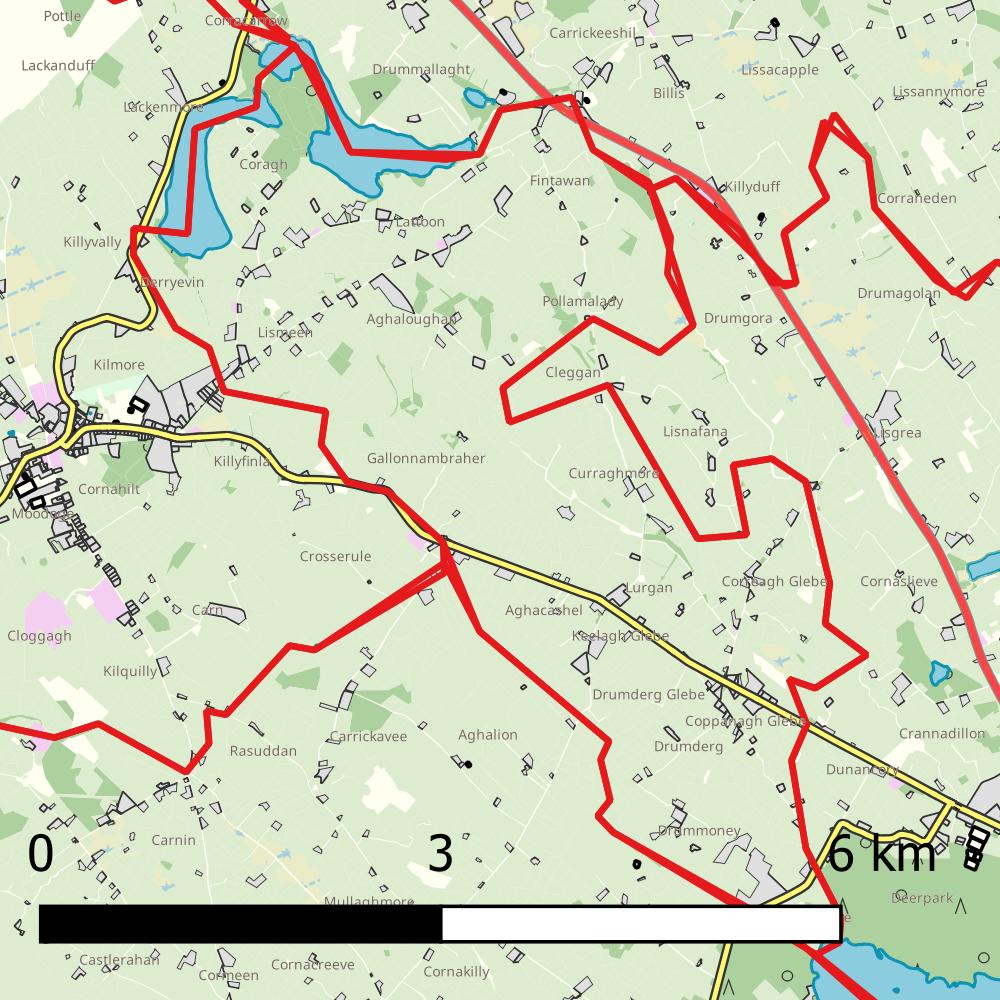 Pottle
Corracarrow
Carrickeeshil
Lackanduff
Drummallaght
Lissacapple
Billis
Lissannymore
Lackenmore
Coragh
Fintawan
Killyduff
Corraneden
Lattoon
Killyvally
Derryevin
Pollamalady
Drumagolan
Lismeen
Aghaloughan
Drumgora
Kilmore
Cleggan
Lisnafana
Lisgrea
Killyfinla
Gallonnambraher
Curraghmore
Cornahilt
Moodoge
Crosserule
Lurgan
Correagh Glebe
Cornaslieve
Carn
Aghacashel
Cloggagh
Keelagh Glebe
Kilquilly
Drumderg Glebe
Coppanagh Glebe
Rasuddan
Carrickavee
Aghalion
Drumderg
Crannadillon
Dunancory
Carnin
Drummoney
0 3 6 km
Mullaghmore
Deerpark
Castlerahan
Cormeen
Cornacreeve
Cornakilly